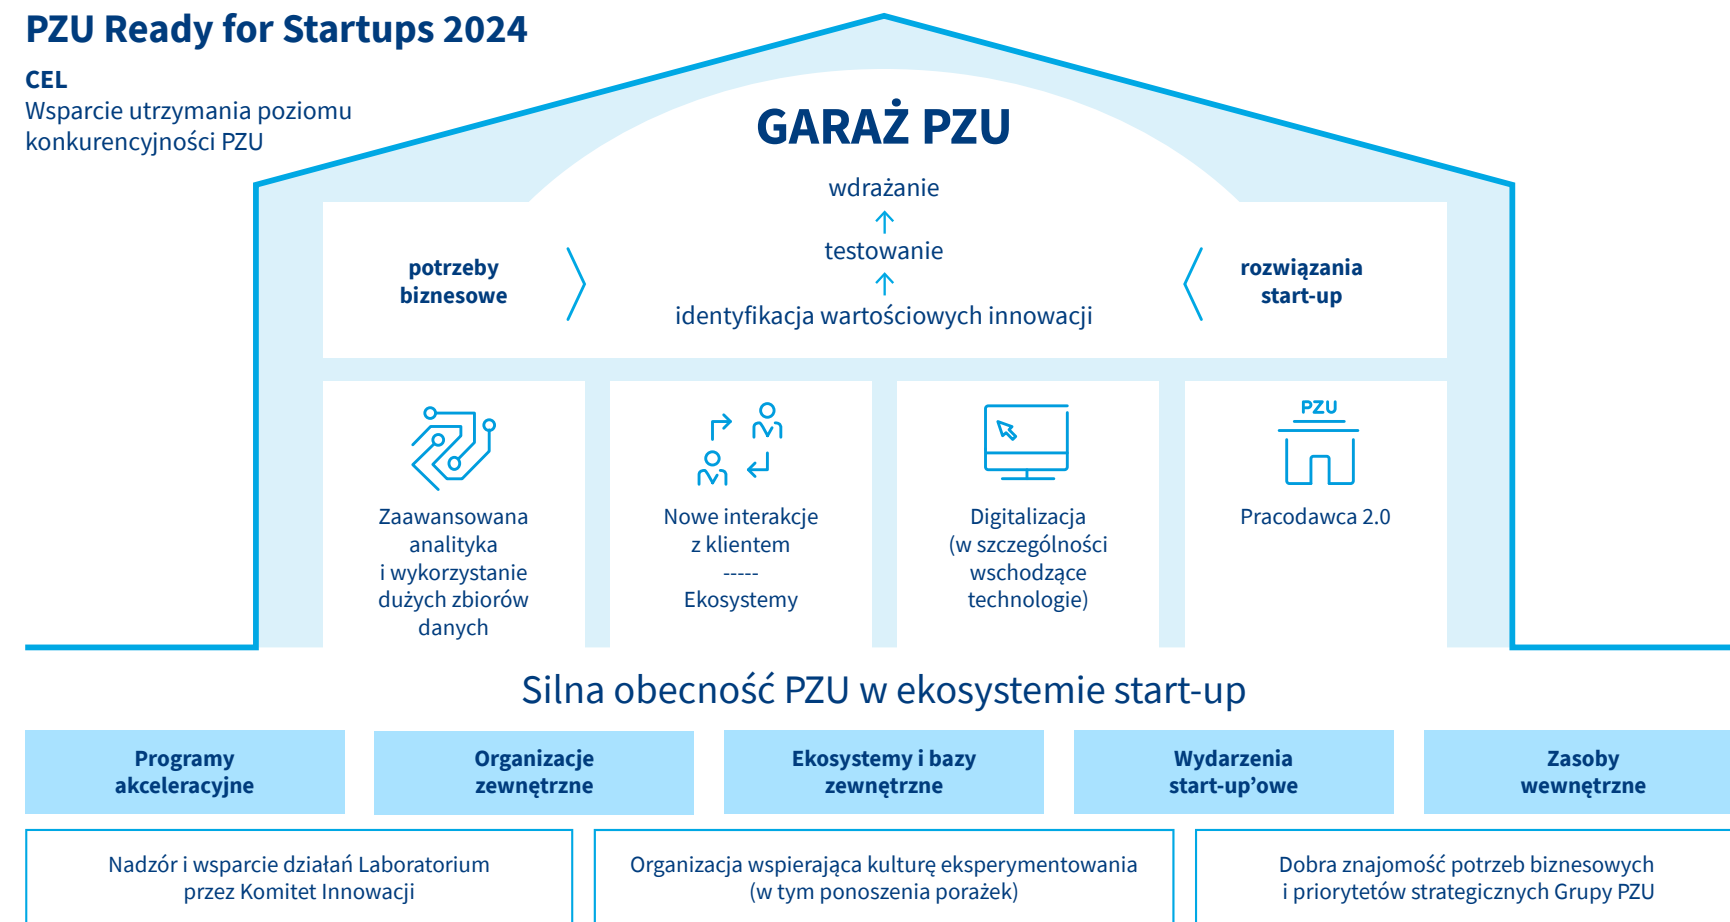 PZU Ready for Startups 2024
CEL
Wsparcie utrzymania poziomu
konkurencyjności PZU
GARAŻ PZU
wdrażanie
testowanie
identyfikacja wartościowych innowacji
potrzeby
biznesowe
rozwiązania
start-up
Zaawansowana
analityka
i wykorzystanie
dużych zbiorów
danych
Nowe interakcje
z klientem
-----
Ekosystemy
Digitalizacja
(w szczególności
wschodzące
technologie)
PZU
Pracodawca 2.0
Silna obecność PZU w ekosystemie start-up
Programy
akceleracyjne
Organizacje
zewnętrzne
Ekosystemy i bazy
zewnętrzne
Wydarzenia
start-up’owe
Zasoby
wewnętrzne
Nadzór i wsparcie działań Laboratorium
przez Komitet Innowacji
Organizacja wspierająca kulturę eksperymentowania
(w tym ponoszenia porażek)
Dobra znajomość potrzeb biznesowych
i priorytetów strategicznych Grupy PZU